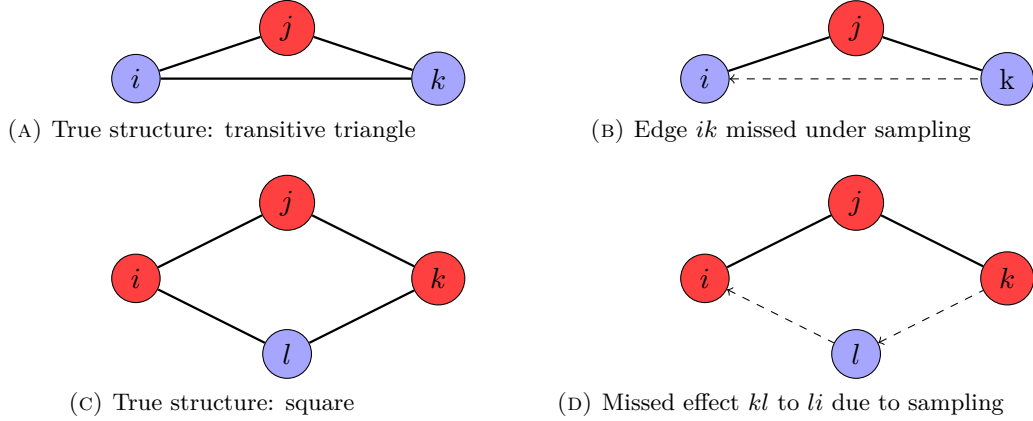 j
j
i
k
i
k
(A) True structure: transitive triangle
(B) Edge ik missed under sampling
j
j
i
k
i
k
l
l
(C) True structure: square
(D) Missed effect kl to li due to sampling